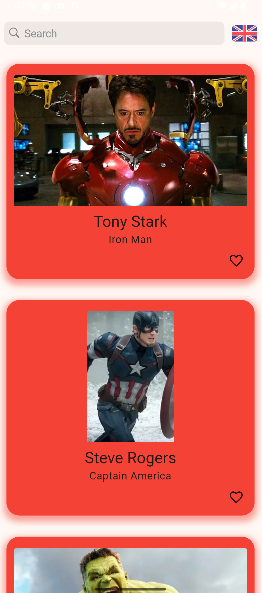 Search
Tony Stark
Iron Man
Steve Rogers
Captain America